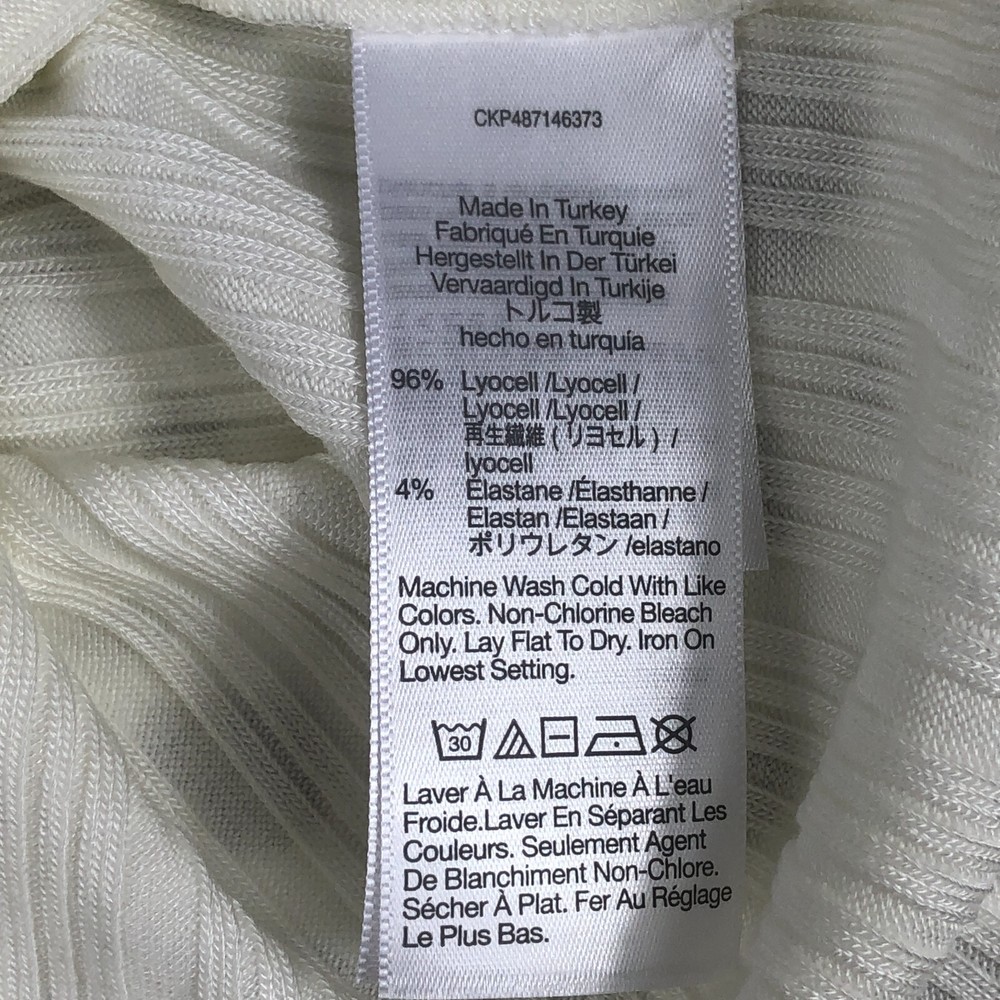 CKP487146373
Made In Turkey
Fabriqué En Turquie
Hergestellt In Der Türkei
Vervaardigd In Turkije
トルコ製
hecho en turquía
96% Lyocell /Lyocell /
Lyocell /Lyocell /
再生繊維 (リヨセル) /
lyocell
4% Elastane /Élasthanne /
Elastan /Elastaan /
ポリウレタン /elastano
Machine Wash Cold With Like
Colors. Non-Chlorine Bleach
Only. Lay Flat To Dry. Iron On
Lowest Setting.
30
Laver À La Machine À L'eau
Froide.Laver En Séparant Les
Couleurs. Seulement Agent
De Blanchiment Non-Chlore.
Sécher À Plat. Fer Au Réglage
Le Plus Bas.